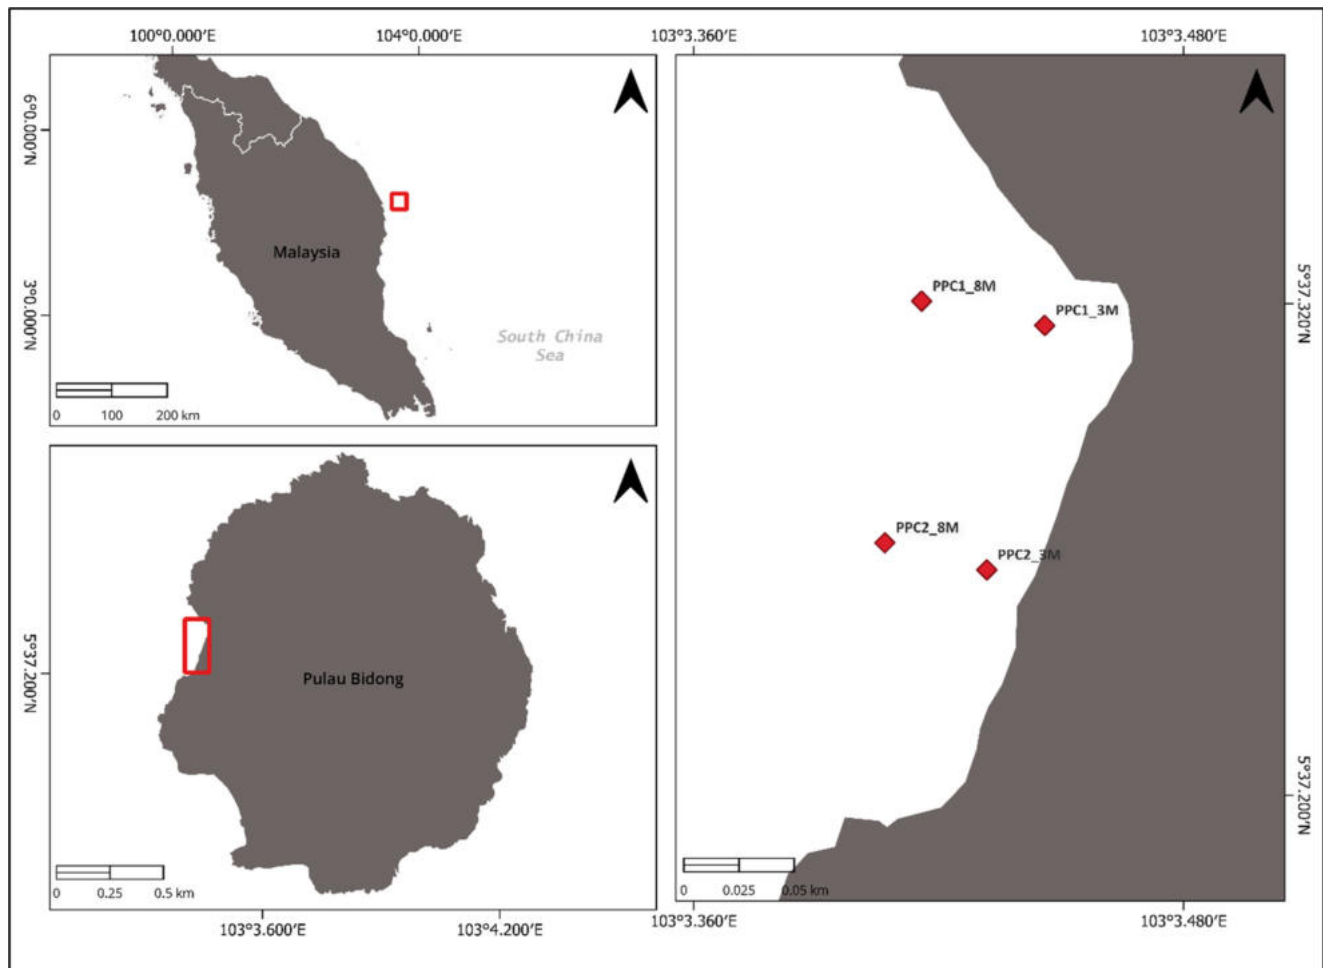 100°0.000'E
104°0.000'E
6°0.000'N
3°0.000'N
Malaysia
South China
Sea
0
100
200 km
5°37.200'N
Pulau Bidong
0
0.25
0.5 km
103°3.600'E
103°4.200'E
103°3.360'E
103°3.480'E
PPC1_8M
PPC1_3M
5°37.320'N
PPC2_8M
PPC2_3M
5°37.200'N
0
0.025
0.05 km
103°3.360'E
103°3.480'E